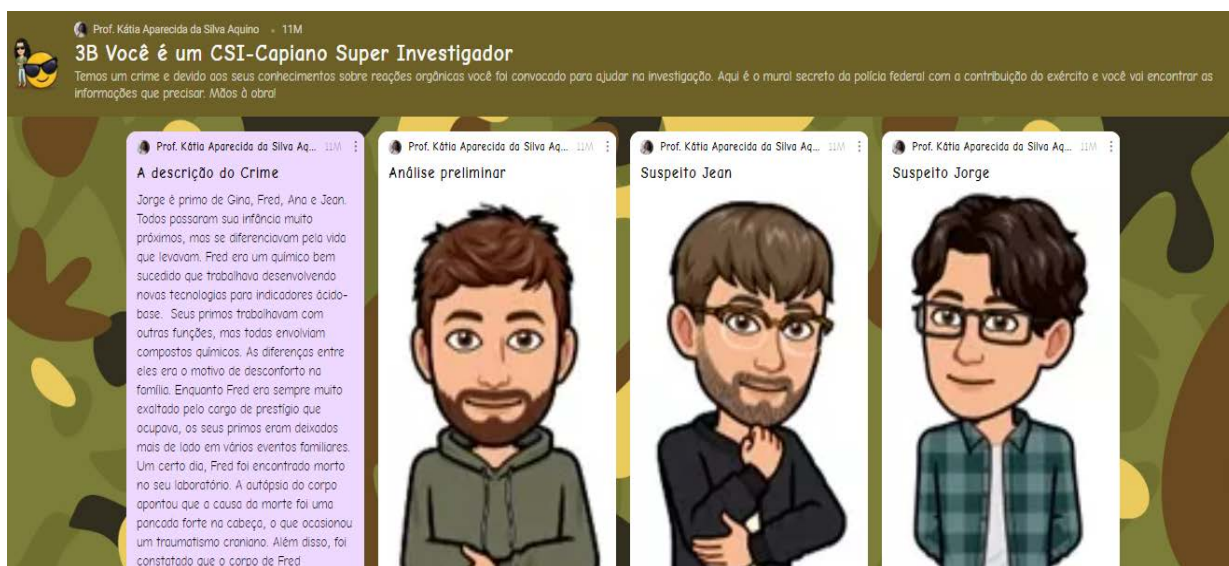 Prof. Kátia Aparecida da Silva Aquino • 11M
3B Você é um CSI-Capiano Super Investigador
Temos um crime e devido aos seus conhecimentos sobre reações orgânicas você foi convocado para ajudar na investigação. Aqui é o mural secreto da polícia federal com a contribuição do exército e você vai encontrar as
informações que precisar. Mãos à obra!
Prof. Kátia Aparecida da Silva Aq... 11M
A descrição do Crime
Jorge é primo de Gina, Fred, Ana e Jean.
Todos passaram sua infância muito
próximos, mas se diferenciavam pela vida
que levavam. Fred era um químico bem
sucedido que trabalhava desenvolvendo
novas tecnologias para indicadores ácido-
base. Seus primos trabalhavam com
outras funções, mas todas envolviam
compostos químicos. As diferenças entre
eles era o motivo de desconforto na
família. Enquanto Fred era sempre muito
exaltado pelo cargo de prestígio que
ocupava, os seus primos eram deixados
mais de lado em vários eventos familiares.
Um certo dia, Fred foi encontrado morto
no seu laboratório. A autópsia do corpo
apontou que a causa da morte foi uma
pancada forte na cabeça, o que ocasionou
um traumatismo craniano. Além disso, foi
constatado que o corpo de Fred
Prof. Kátia Aparecida da Silva Aq... 11M
Análise preliminar
Prof. Kátia Aparecida da Silva Aq... 11M
Suspeito Jean
Prof. Kátia Aparecida da Silva Aq... 11M
Suspeito Jorge